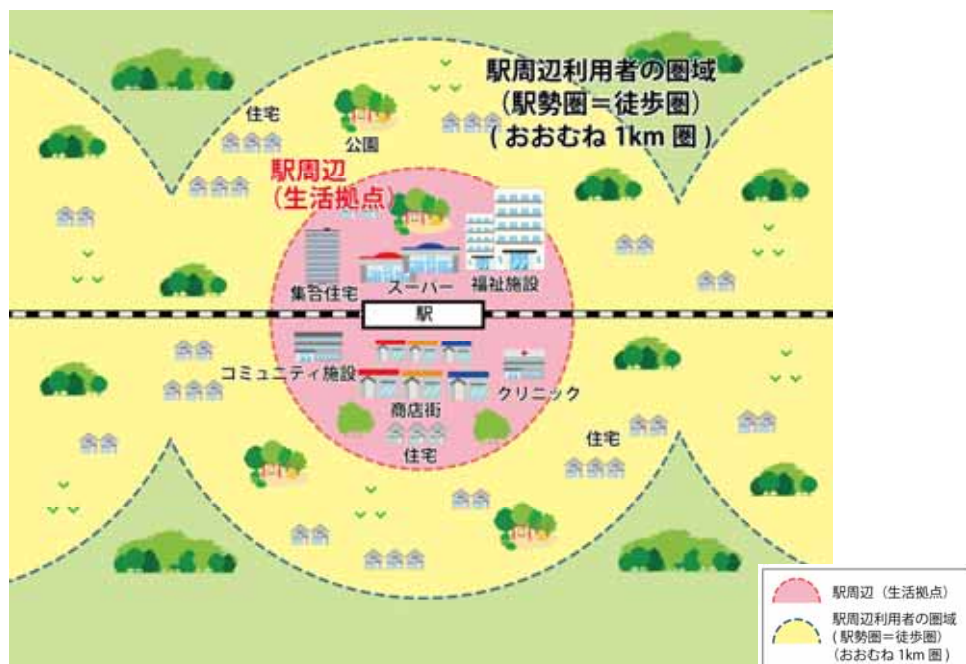 駅周辺利用者の圏域
（駅勢圏＝徒歩圏）
( おおむね 1km 圏 )
住宅
公園
駅周辺
（生活拠点）
集合住宅
スーパー
福祉施設
駅
コミュニティ施設
クリニック
商店街
住宅
住宅
駅周辺（生活拠点）
駅周辺利用者の圏域
( 駅勢圏＝徒歩圏）
（おおむね 1km 圏 )